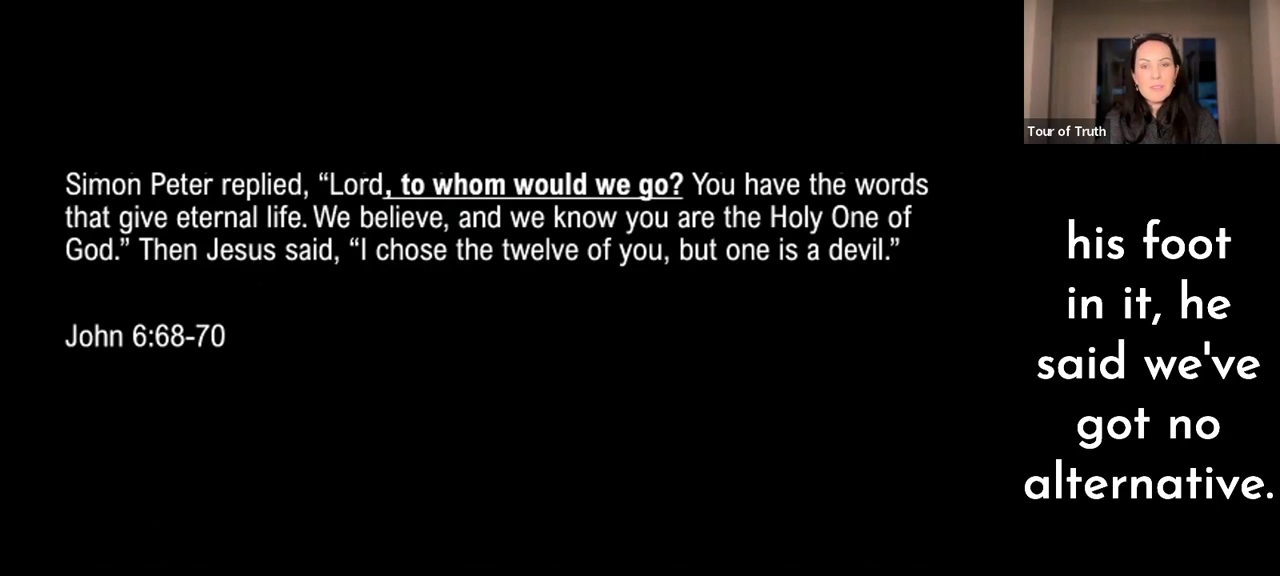 Simon Peter replied, “Lord, to whom would we go? You have the words
that give eternal life. We believe, and we know you are the Holy One of
God.” Then Jesus said, “I chose the twelve of you, but one is a devil.”
John 6:68-70
Tour of Truth
his foot
in it, he
said we've
got no
alternative.